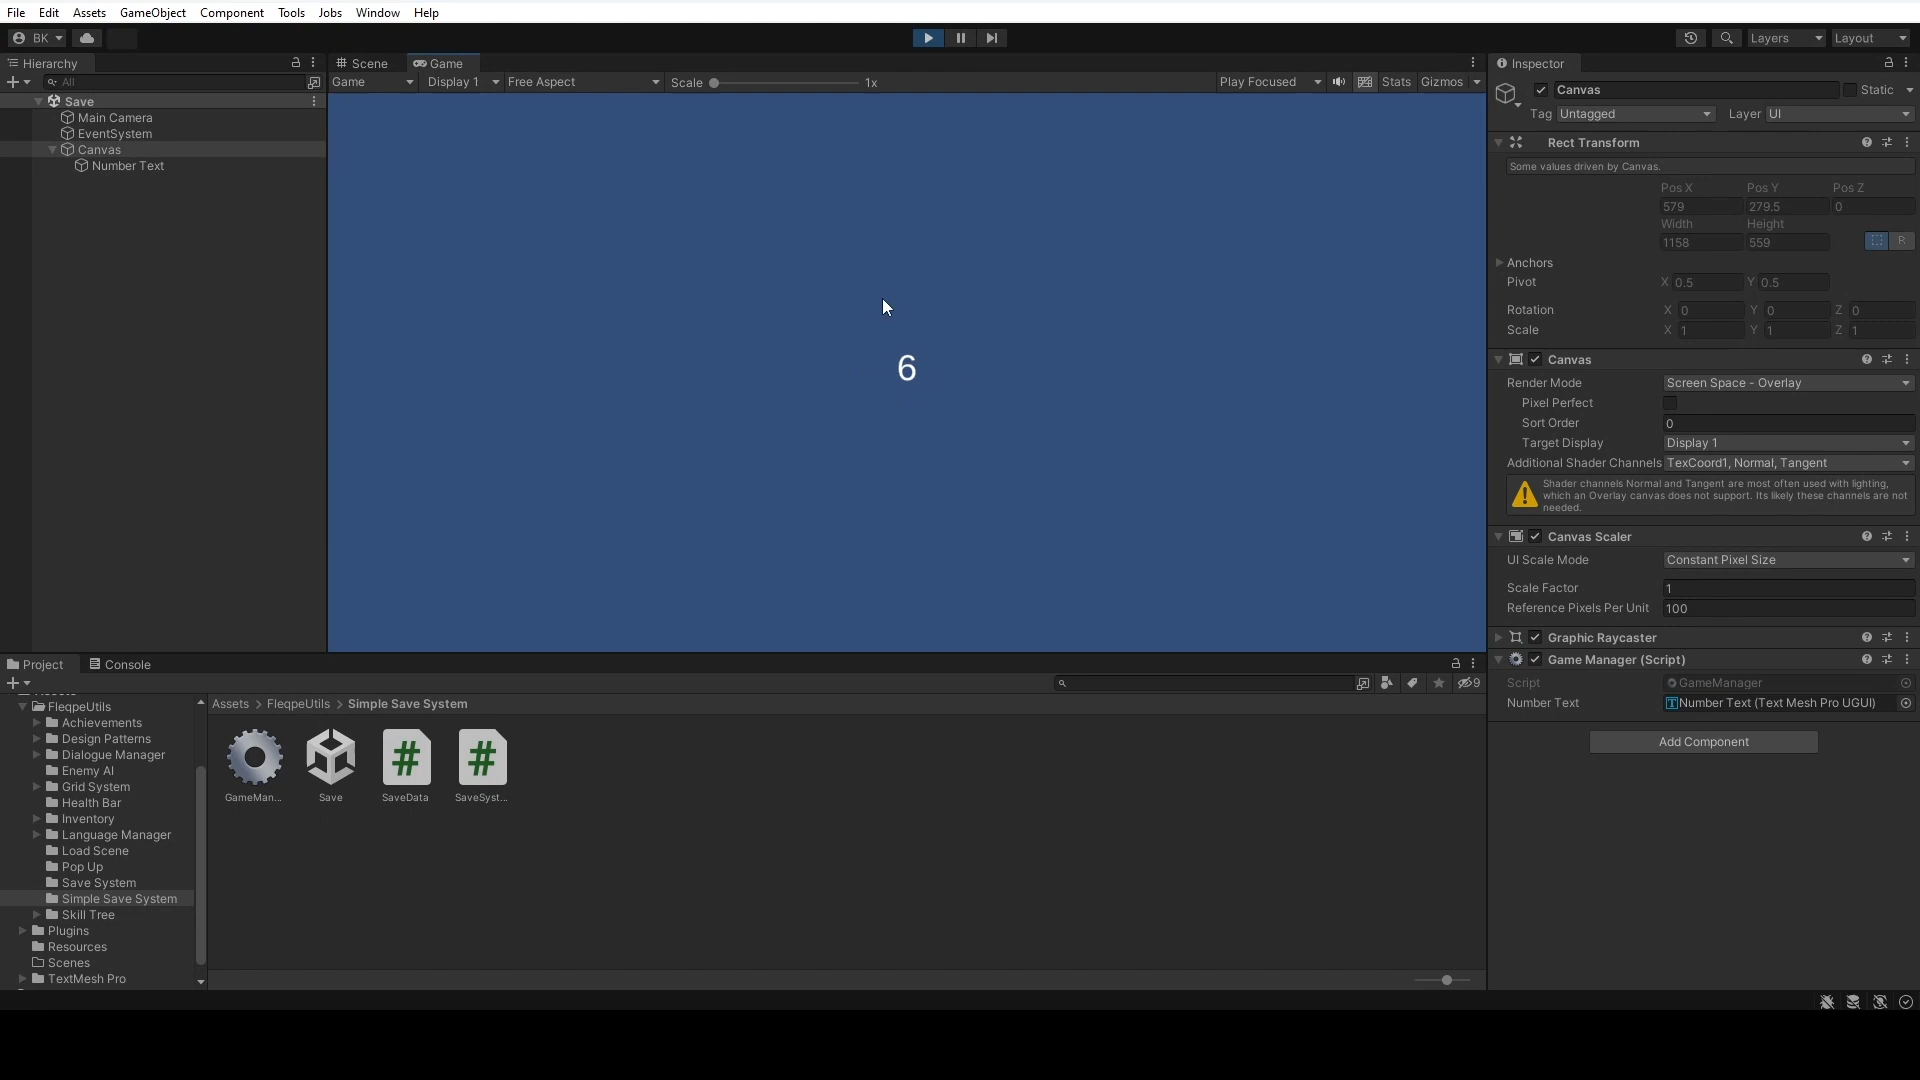 File Edit Assets GameObject Component Tools Jobs Window Help
BK Layers Layout
Hierarchy
All
Save
Main Camera
EventSystem
Canvas
Number Text
Scene Game
Game Display 1 Free Aspect Scale 1x Play Focused Stats Gizmos
6
Inspector
Canvas Static
Tag Untagged Layer UI
Rect Transform
Some values driven by Canvas.
Pos X Pos Y Pos Z
579 279.5 0
Width Height
1158 559 R
Anchors
Pivot X 0.5 Y 0.5
Rotation X 0 Y 0 Z 0
Scale X 1 Y 1 Z 1
Canvas
Render Mode Screen Space - Overlay
Pixel Perfect
Sort Order 0
Target Display Display 1
Additional Shader Channels TexCoord1, Normal, Tangent
Shader channels Normal and Tangent are most often used with lighting,
which an Overlay canvas does not support. Its likely these channels are not
needed.
Canvas Scaler
UI Scale Mode Constant Pixel Size
Scale Factor 1
Reference Pixels Per Unit 100
Graphic Raycaster
Game Manager (Script)
Script GameManager
Number Text Number Text (Text Mesh Pro UGUI)
Add Component
Project Console
9
FleqpeUtils
Achievements
Design Patterns
Dialogue Manager
Enemy AI
Grid System
Health Bar
Inventory
Language Manager
Load Scene
Pop Up
Save System
Simple Save System
Skill Tree
Plugins
Resources
Scenes
TextMesh Pro
Assets > FleqpeUtils > Simple Save System
GameMan... Save SaveData SaveSyst...